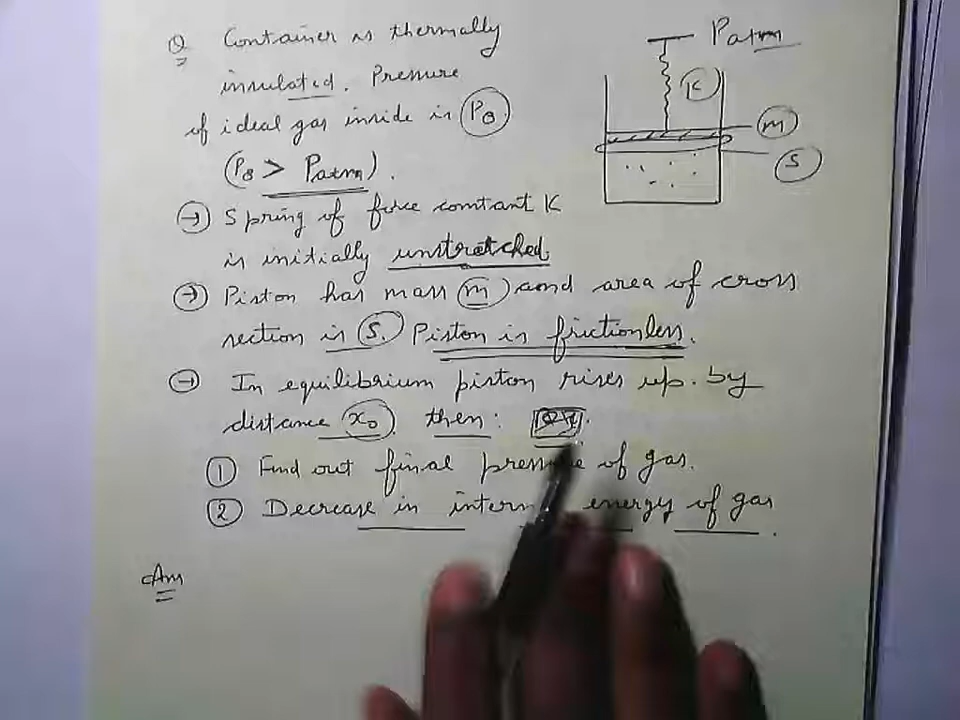 Q Container is thermally
insulated. Pressure
of ideal gas inside is P0
(P0 > Patm).
→ Spring of force constant K
is initially unstretched
→ Piston has mass m and area of cross
section is S. Piston is frictionless.
→ In equilibrium piston rises up by
distance x0 then:
1 Find out final pressure of gas.
2 Decrease in internal energy of gas.
Ans
Patm
K
m
S